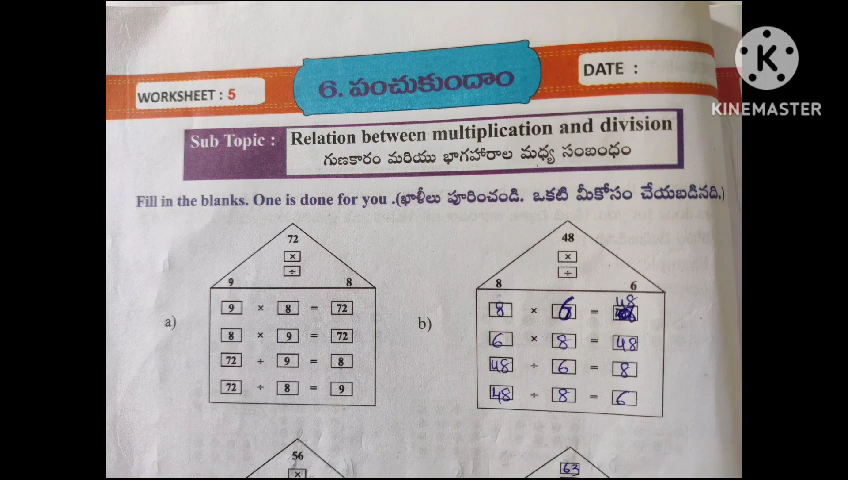 KINEMASTER
WORKSHEET : 5
6. పంచుకుందాం
DATE :
Sub Topic : Relation between multiplication and division
గుణకారం మరియు భాగహారాల మధ్య సంబంధం
Fill in the blanks. One is done for you .(ఖాళీలు పూరించండి. ఒకటి మీకోసం చేయబడినది.)
a)
72
×
÷
9 8
9 × 8 = 72
8 × 9 = 72
72 ÷ 9 = 8
72 ÷ 8 = 9
b)
48
×
÷
8 6
8 × 6 = 48
6 × 8 = 48
48 ÷ 6 = 8
48 ÷ 8 = 6
56
×
63